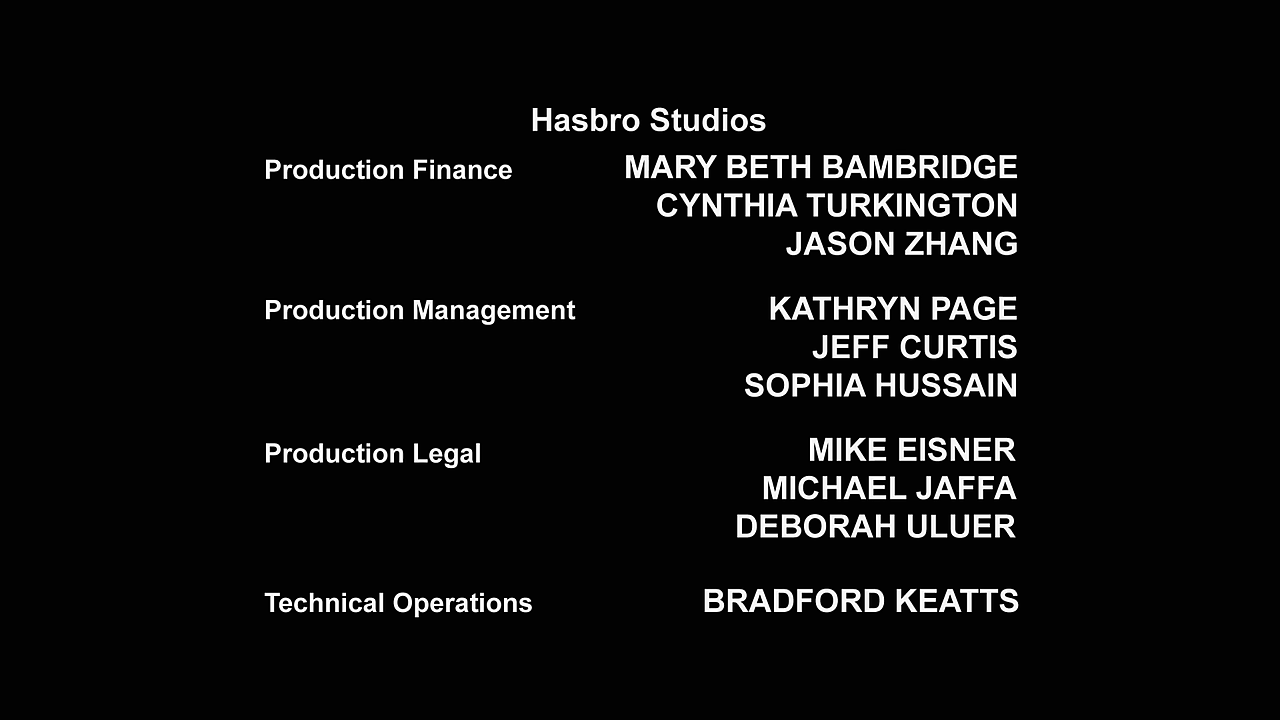 Hasbro Studios
Production Finance MARY BETH BAMBRIDGE
CYNTHIA TURKINGTON
JASON ZHANG
Production Management KATHRYN PAGE
JEFF CURTIS
SOPHIA HUSSAIN
Production Legal MIKE EISNER
MICHAEL JAFFA
DEBORAH ULUER
Technical Operations BRADFORD KEATTS